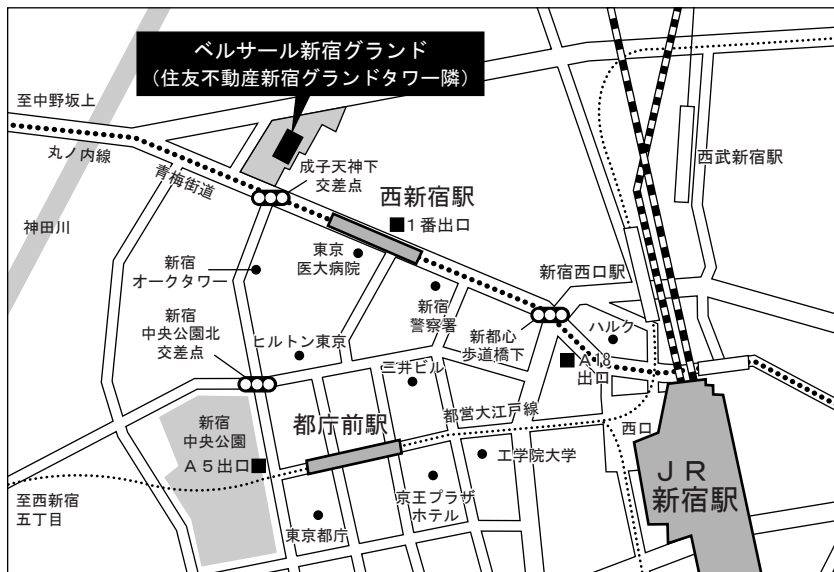 ベルサール新宿グランド
（住友不動産新宿グランドタワー隣）
至中野坂上
丸ノ内線
青梅街道
成子天神下
交差点
西武新宿駅
西新宿駅
■1番出口
神田川
東京
医大病院
新宿
オークタワー
新宿西口駅
新宿
警察署
新宿
中央公園北
交差点
新都心
歩道橋下
ハルク
ヒルトン東京
三井ビル
A18
出口
新宿
中央公園
都庁前駅
都営大江戸線
西口
A5出口■
工学院大学
JR
新宿駅
京王プラザ
ホテル
至西新宿
五丁目
東京都庁